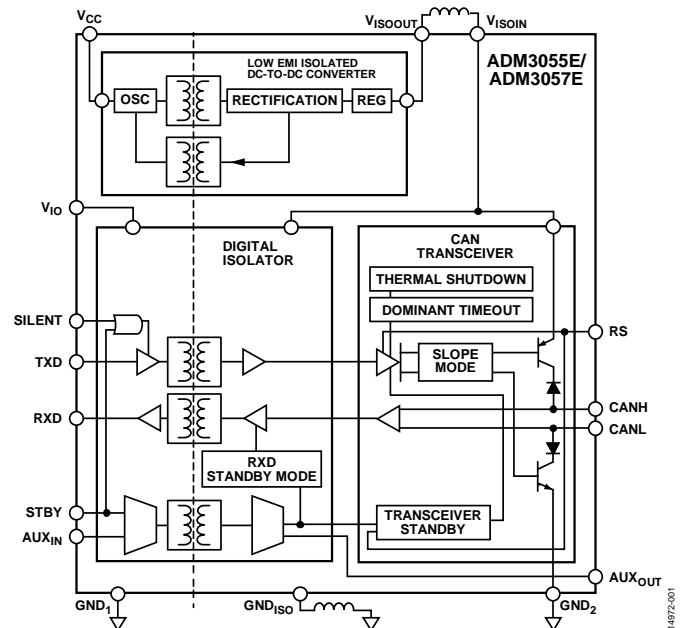 VCC
VISOOUT
VISOIN
ADM3055E/
ADM3057E
LOW EMI ISOLATED
DC-TO-DC CONVERTER
OSC
RECTIFICATION
REG
VIO
DIGITAL
ISOLATOR
CAN
TRANSCEIVER
THERMAL SHUTDOWN
DOMINANT TIMEOUT
SILENT
RS
TXD
SLOPE
MODE
RXD
CANH
CANL
RXD
STANDBY MODE
STBY
TRANSCEIVER
STANDBY
AUXIN
AUXOUT
GND1
GNDISO
GND2
14972-001